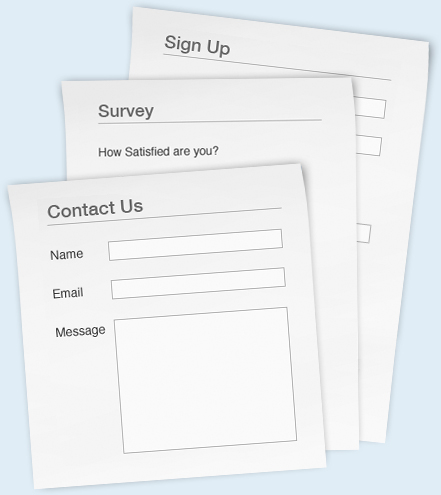 Sign Up
Survey
How Satisfied are you?
Contact Us
Name
Email
Message